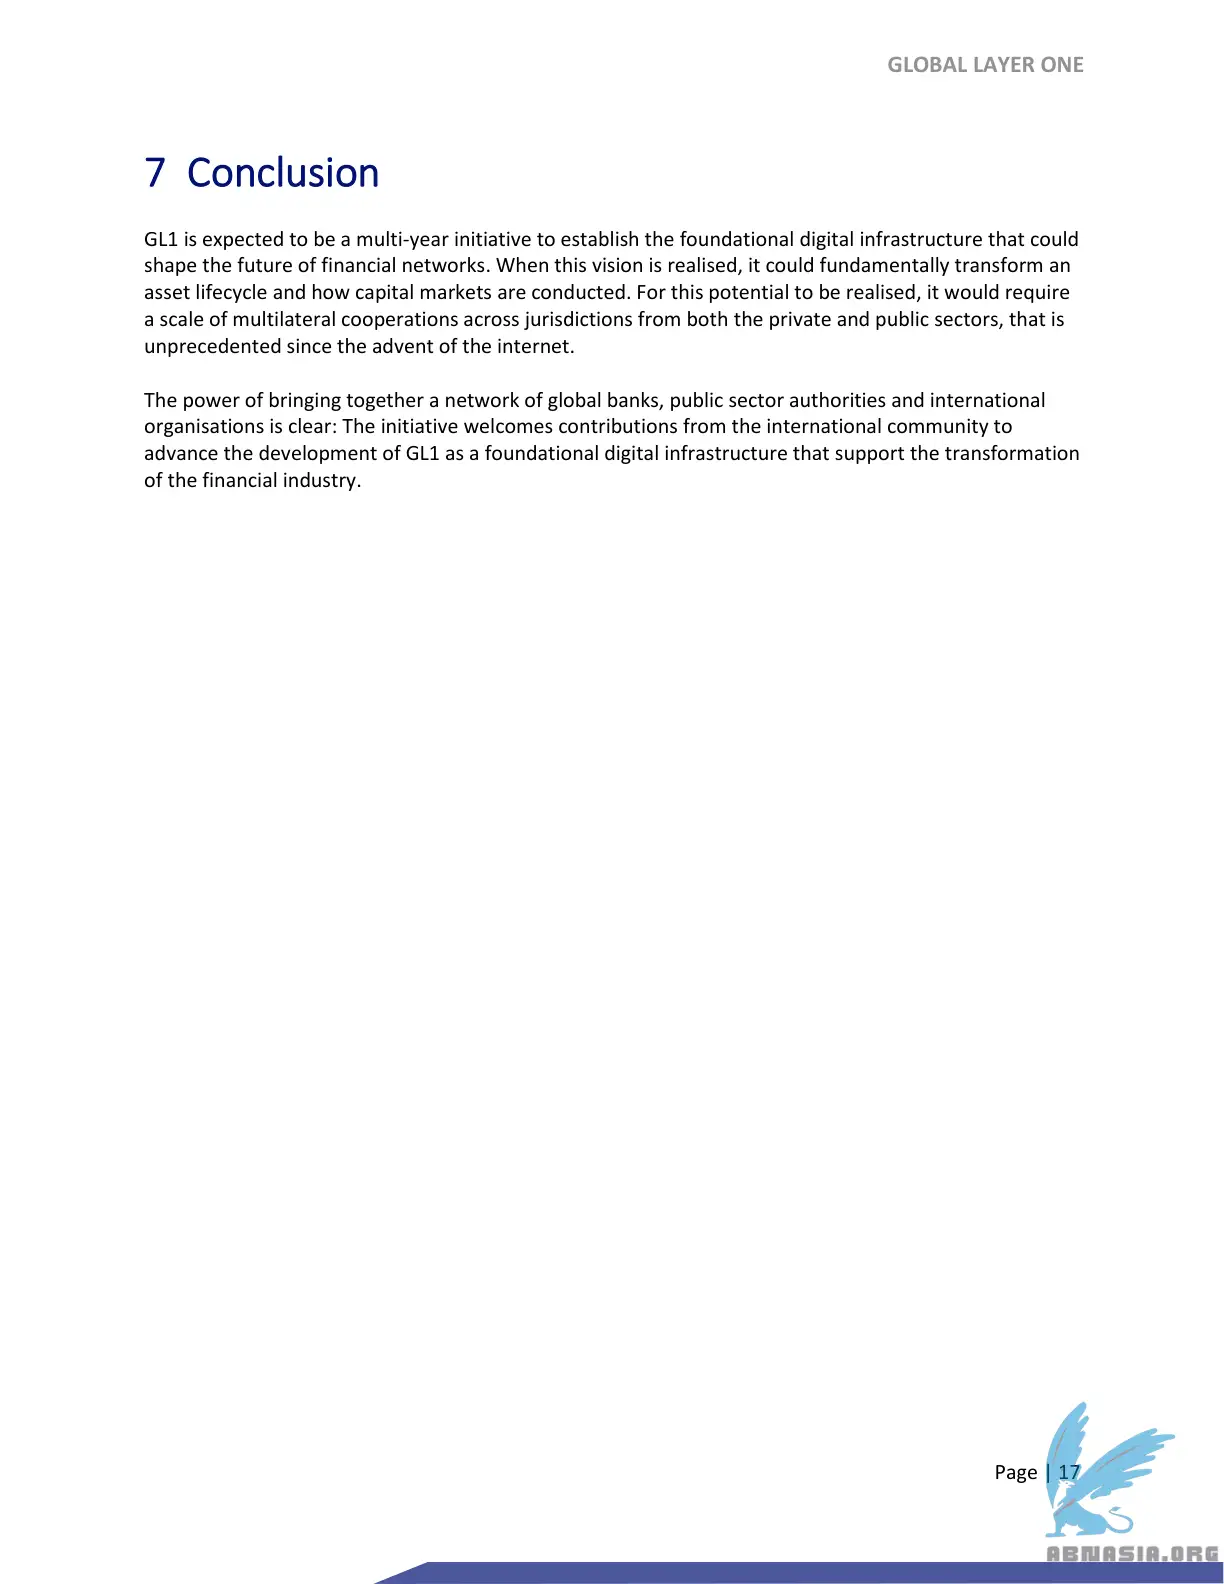 GLOBAL LAYER ONE
7 Conclusion
GL1 is expected to be a multi-year initiative to establish the foundational digital infrastructure that could
shape the future of financial networks. When this vision is realised, it could fundamentally transform an
asset lifecycle and how capital markets are conducted. For this potential to be realised, it would require
a scale of multilateral cooperations across jurisdictions from both the private and public sectors, that is
unprecedented since the advent of the internet.
The power of bringing together a network of global banks, public sector authorities and international
organisations is clear: The initiative welcomes contributions from the international community to
advance the development of GL1 as a foundational digital infrastructure that support the transformation
of the financial industry.
Page | 17
ABNASIA.ORG